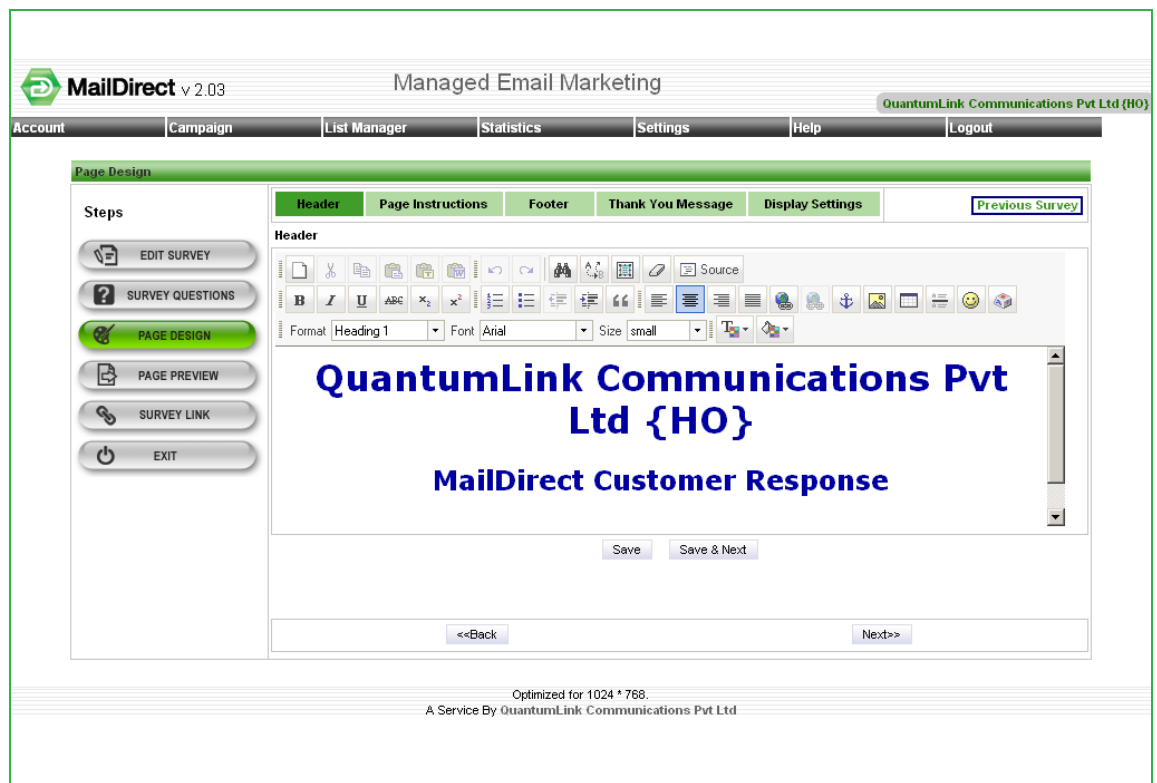 MailDirect v 2.03
Managed Email Marketing
QuantumLink Communications Pvt Ltd {HO}
Account Campaign List Manager Statistics Settings Help Logout
Page Design
Steps
EDIT SURVEY
SURVEY QUESTIONS
PAGE DESIGN
PAGE PREVIEW
SURVEY LINK
EXIT
Header Page Instructions Footer Thank You Message Display Settings Previous Survey
Header
Source
B I U ABC x₂ x²
Format Heading 1 Font Arial Size small
QuantumLink Communications Pvt
Ltd {HO}
MailDirect Customer Response
Save Save & Next
<<Back Next>>
Optimized for 1024 * 768.
A Service By QuantumLink Communications Pvt Ltd